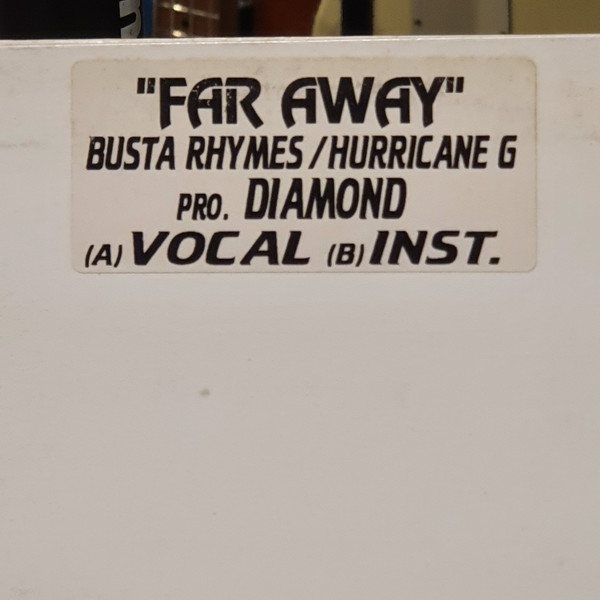 "FAR AWAY"
BUSTA RHYMES/HURRICANE G
PRO. DIAMOND
(A) VOCAL (B) INST.